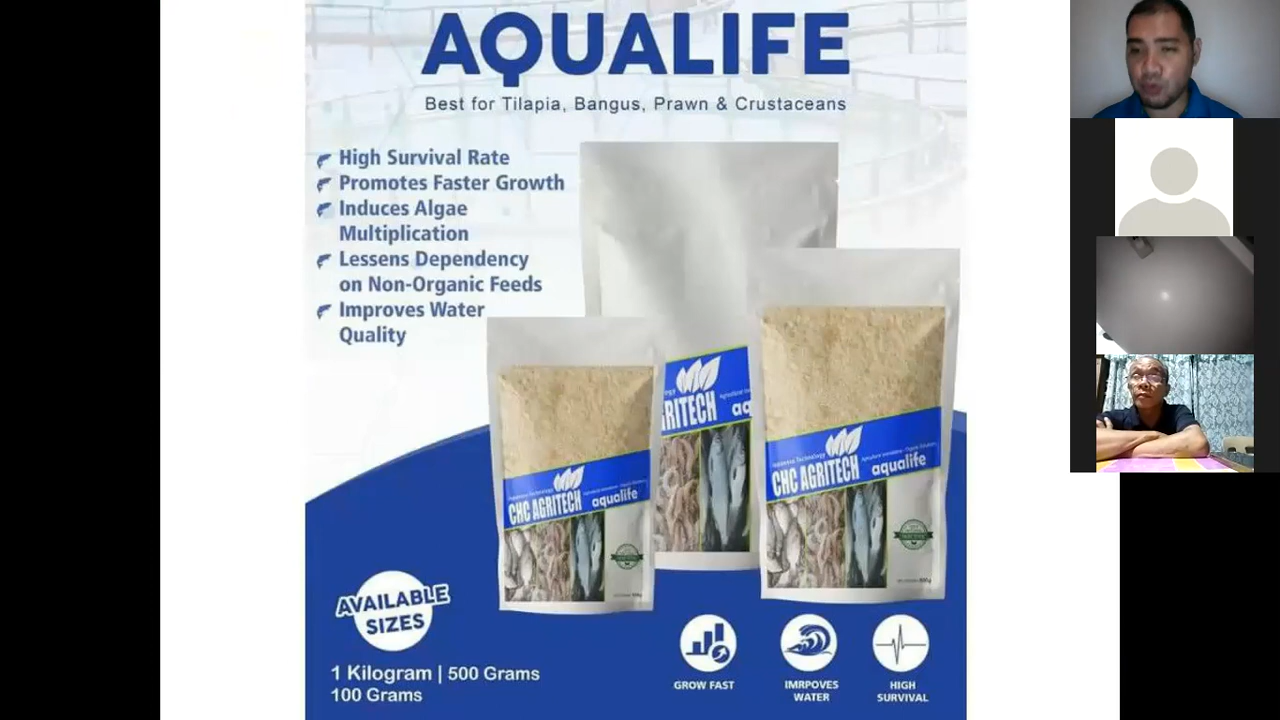 AQUALIFE
Best for Tilapia, Bangus, Prawn & Crustaceans
High Survival Rate
Promotes Faster Growth
Induces Algae
Multiplication
Lessens Dependency
on Non-Organic Feeds
Improves Water
Quality
RITECH
aq
CHC AGRITECH
aqualife
CHC AGRITECH
aqualife
AVAILABLE
SIZES
1 Kilogram | 500 Grams
100 Grams
GROW FAST
IMRPOVES
WATER
HIGH
SURVIVAL